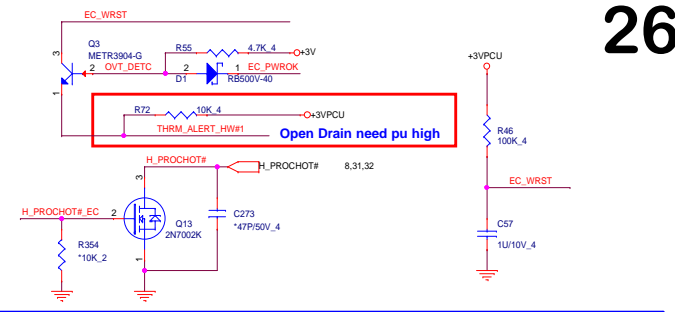 26
EC_WRST
3
Q3
METR3904-G
2
OVT_DETC
1
R55
4.7K_4
+3V
2
1
EC_PWROK
D1
RB500V-40
R72
10K_4
+3VPCU
THRM_ALERT_HW#1
Open Drain need pu high
+3VPCU
R46
100K_4
EC_WRST
C57
1U/10V_4
H_PROCHOT#
H_PROCHOT#
8,31,32
3
H_PROCHOT#_EC
2
Q13
2N7002K
1
C273
*47P/50V_4
R354
*10K_2